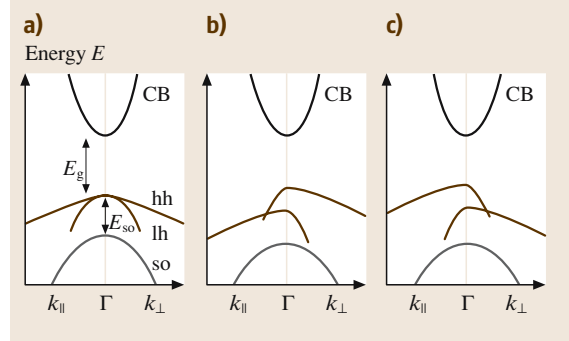 a) b) c)
Energy E
CB CB CB
E_g
hh
E_so
lh
so
k_∥ Γ k_⊥ k_∥ Γ k_⊥ k_∥ Γ k_⊥